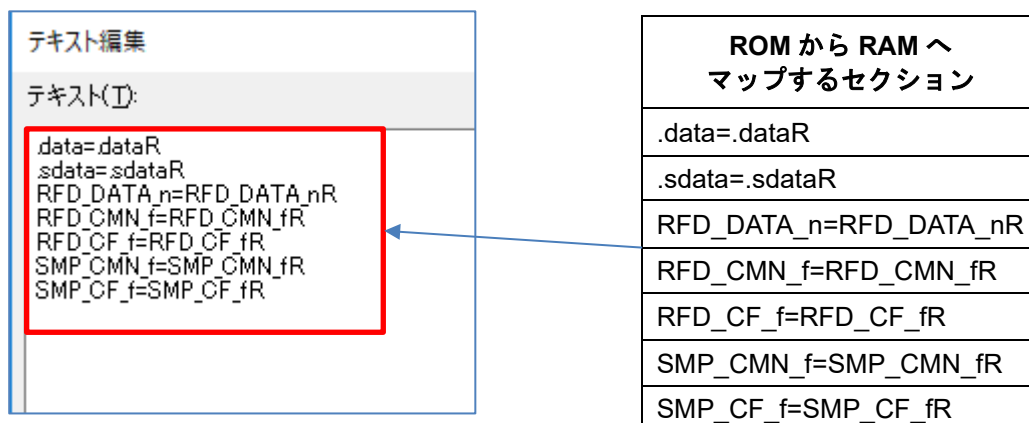 テキスト編集
テキスト(T):
.data=.dataR
.sdata=.sdataR
RFD_DATA_n=RFD_DATA_nR
RFD_CMN_f=RFD_CMN_fR
RFD_CF_f=RFD_CF_fR
SMP_CMN_f=SMP_CMN_fR
SMP_CF_f=SMP_CF_fR
ROM から RAM へ
マップするセクション
.data=.dataR
.sdata=.sdataR
RFD_DATA_n=RFD_DATA_nR
RFD_CMN_f=RFD_CMN_fR
RFD_CF_f=RFD_CF_fR
SMP_CMN_f=SMP_CMN_fR
SMP_CF_f=SMP_CF_fR